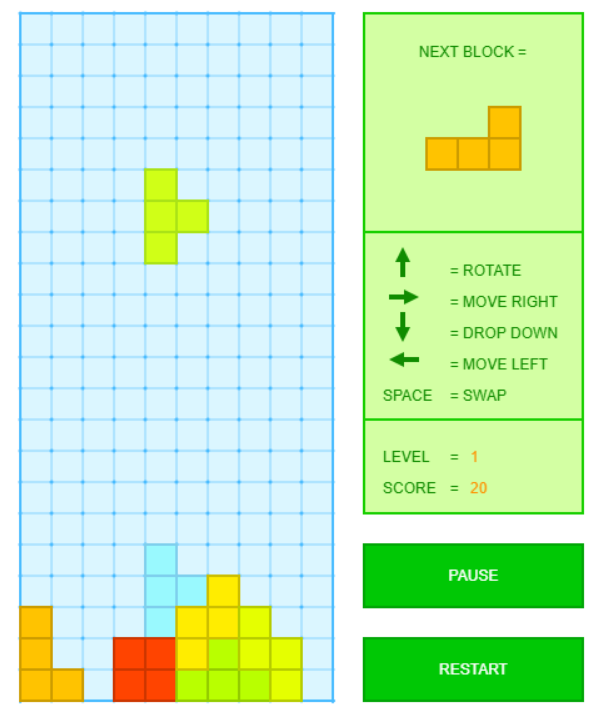 NEXT BLOCK =
= ROTATE
= MOVE RIGHT
= DROP DOWN
= MOVE LEFT
SPACE = SWAP
LEVEL = 1
SCORE = 20
PAUSE
RESTART